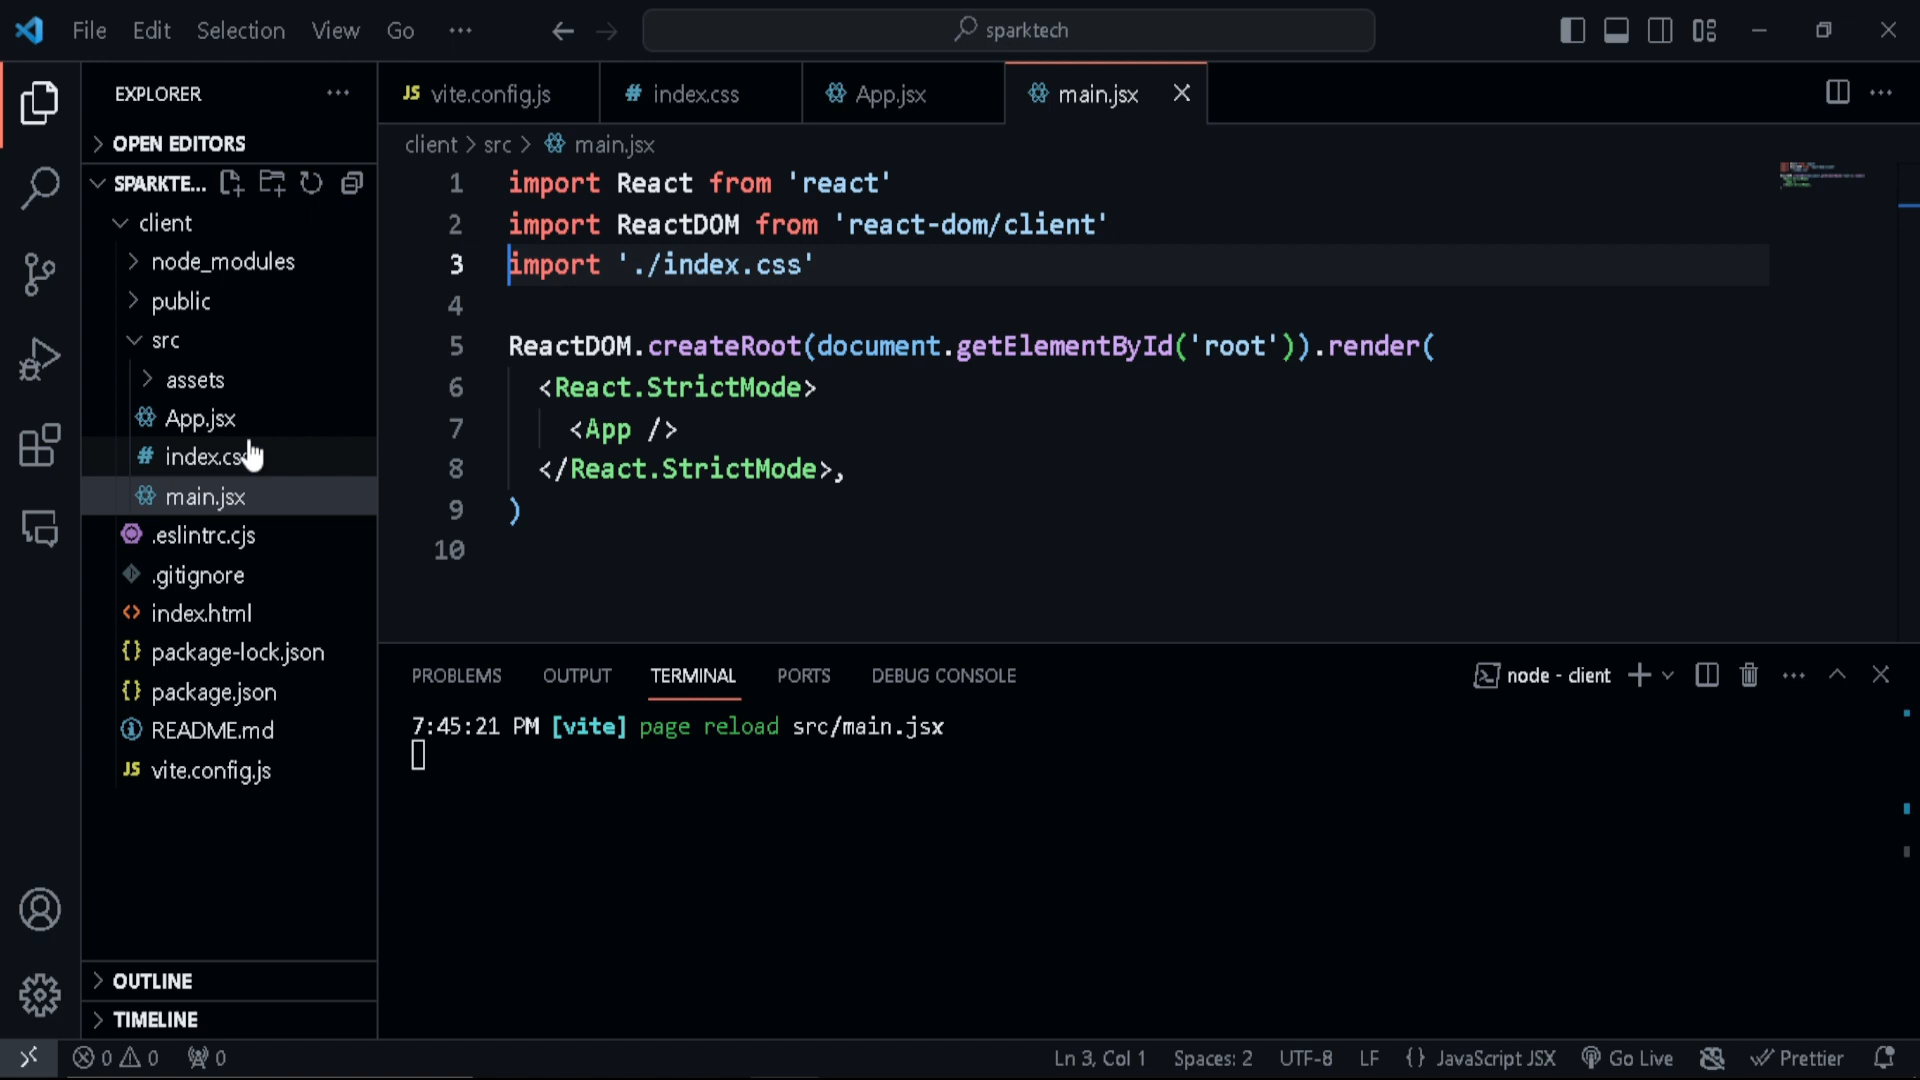 File Edit Selection View Go ··· sparktech
EXPLORER ···
OPEN EDITORS
SPARKTE...
client
node_modules
public
src
assets
App.jsx
index.css
main.jsx
.eslintrc.cjs
.gitignore
index.html
package-lock.json
package.json
README.md
JS vite.config.js
OUTLINE
TIMELINE
JS vite.config.js # index.css App.jsx main.jsx
client > src > main.jsx
1 import React from 'react'
2 import ReactDOM from 'react-dom/client'
3 import './index.css'
4
5 ReactDOM.createRoot(document.getElementById('root')).render(
6 <React.StrictMode>
7 <App />
8 </React.StrictMode>,
9 )
10
PROBLEMS OUTPUT TERMINAL PORTS DEBUG CONSOLE node - client
7:45:21 PM [vite] page reload src/main.jsx
0 0 0 Ln 3, Col 1 Spaces: 2 UTF-8 LF {} JavaScript JSX Go Live Prettier